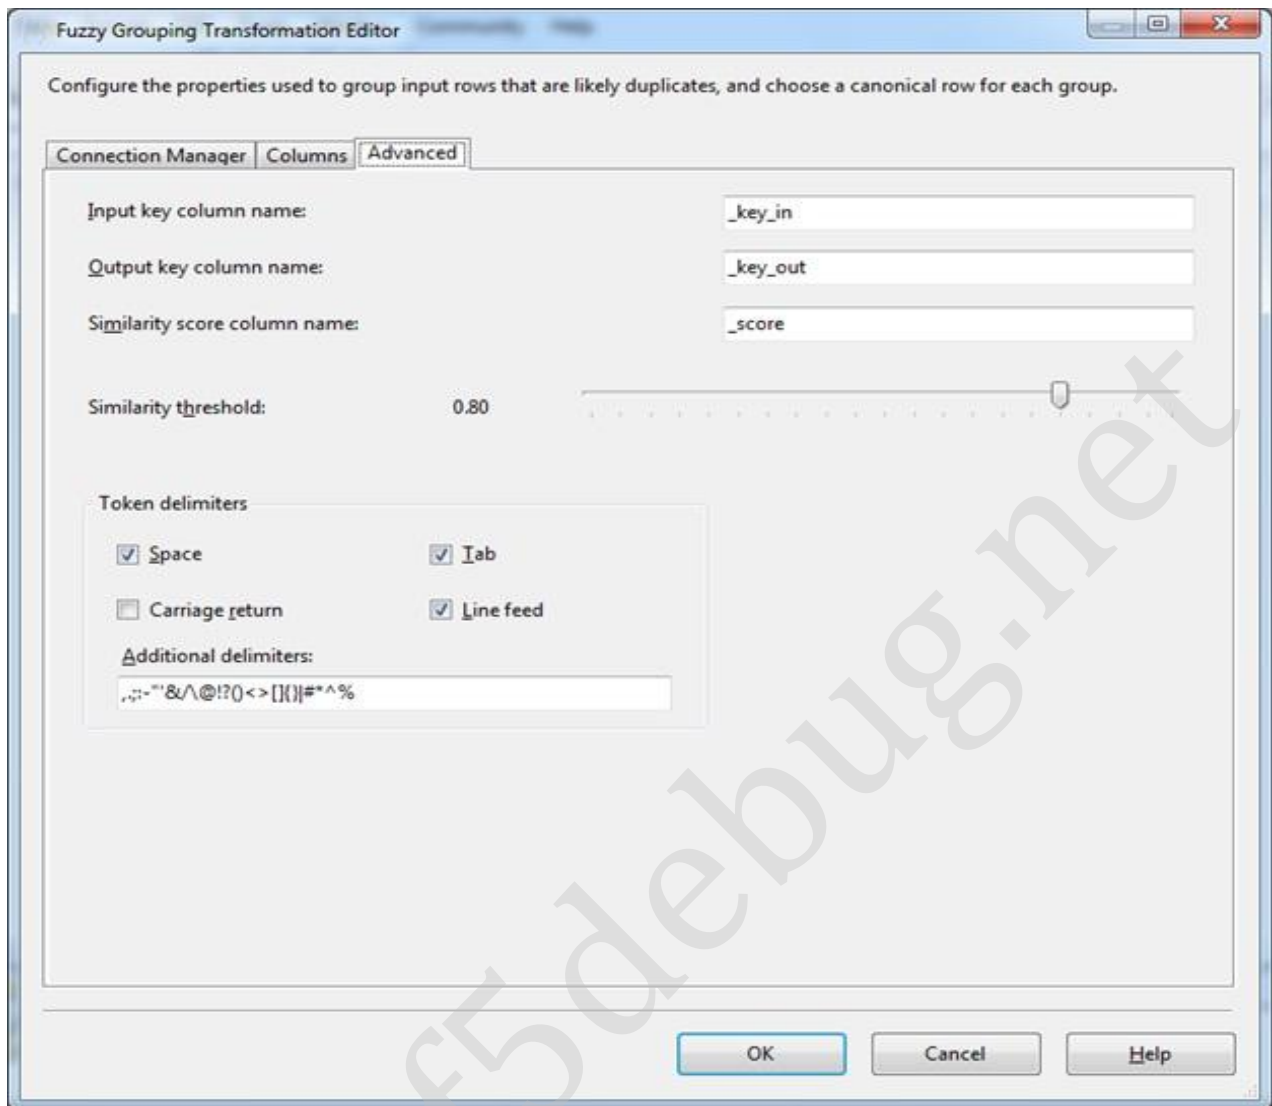 Fuzzy Grouping Transformation Editor
Configure the properties used to group input rows that are likely duplicates, and choose a canonical row for each group.
Connection Manager Columns Advanced
Input key column name: _key_in
Output key column name: _key_out
Similarity score column name: _score
Similarity threshold: 0.80
Token delimiters
Space Tab
Carriage return Line feed
Additional delimiters:
,.;:-"'&/\@!?()<>[]{}|#*^%
OK Cancel Help
f5debug.net